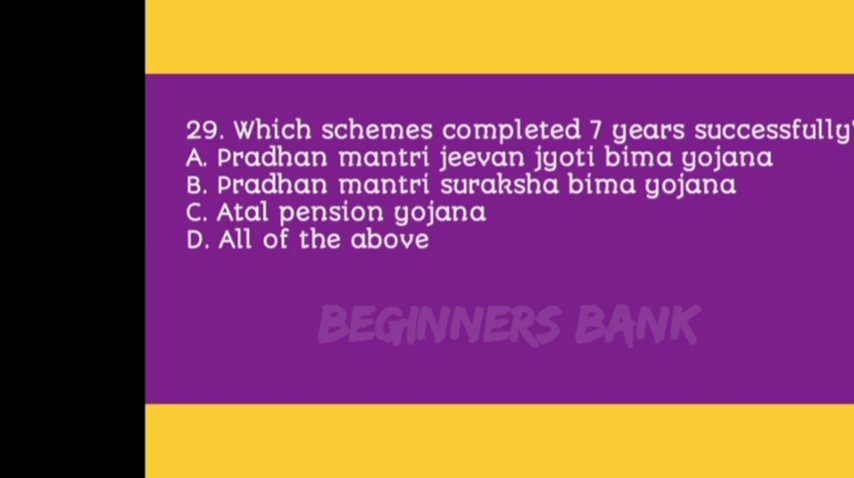 29. Which schemes completed 7 years successfully?
A. Pradhan mantri jeevan jyoti bima yojana
B. Pradhan mantri suraksha bima yojana
C. Atal pension yojana
D. All of the above
BEGINNERS BANK